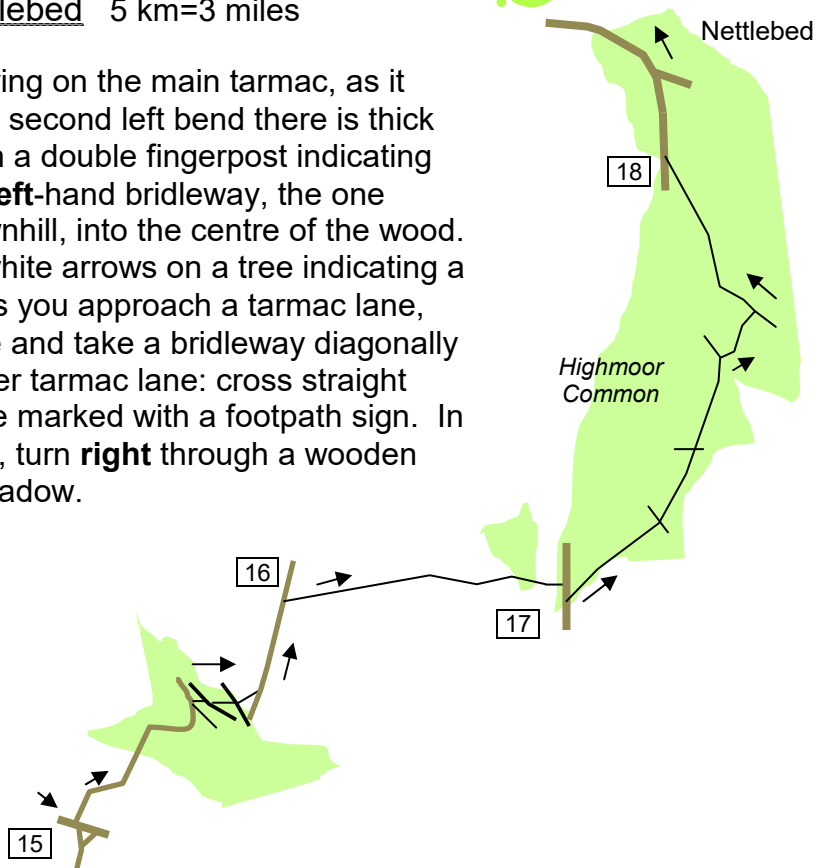 lebed 5 km=3 miles
ing on the main tarmac, as it
second left bend there is thick
a double fingerpost indicating
eft-hand bridleway, the one
nhill, into the centre of the wood.
hite arrows on a tree indicating a
s you approach a tarmac lane,
and take a bridleway diagonally
er tarmac lane: cross straight
marked with a footpath sign. In
, turn right through a wooden
adow.
Nettlebed
18
Highmoor
Common
16
17
15